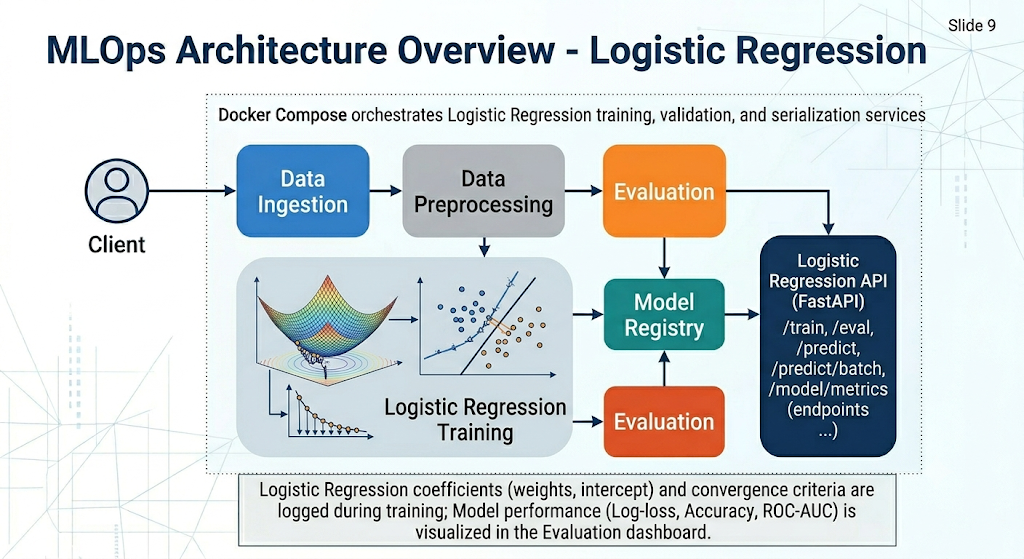 Slide 9
MLOps Architecture Overview - Logistic Regression
Docker Compose orchestrates Logistic Regression training, validation, and serialization services
Client
Data
Ingestion
Data
Preprocessing
Evaluation
Logistic Regression
Training
Model
Registry
Evaluation
Logistic
Regression API
(FastAPI)
/train, /eval,
/predict,
/predict/batch,
/model/metrics
(endpoints
...)
Logistic Regression coefficients (weights, intercept) and convergence criteria are
logged during training; Model performance (Log-loss, Accuracy, ROC-AUC) is
visualized in the Evaluation dashboard.